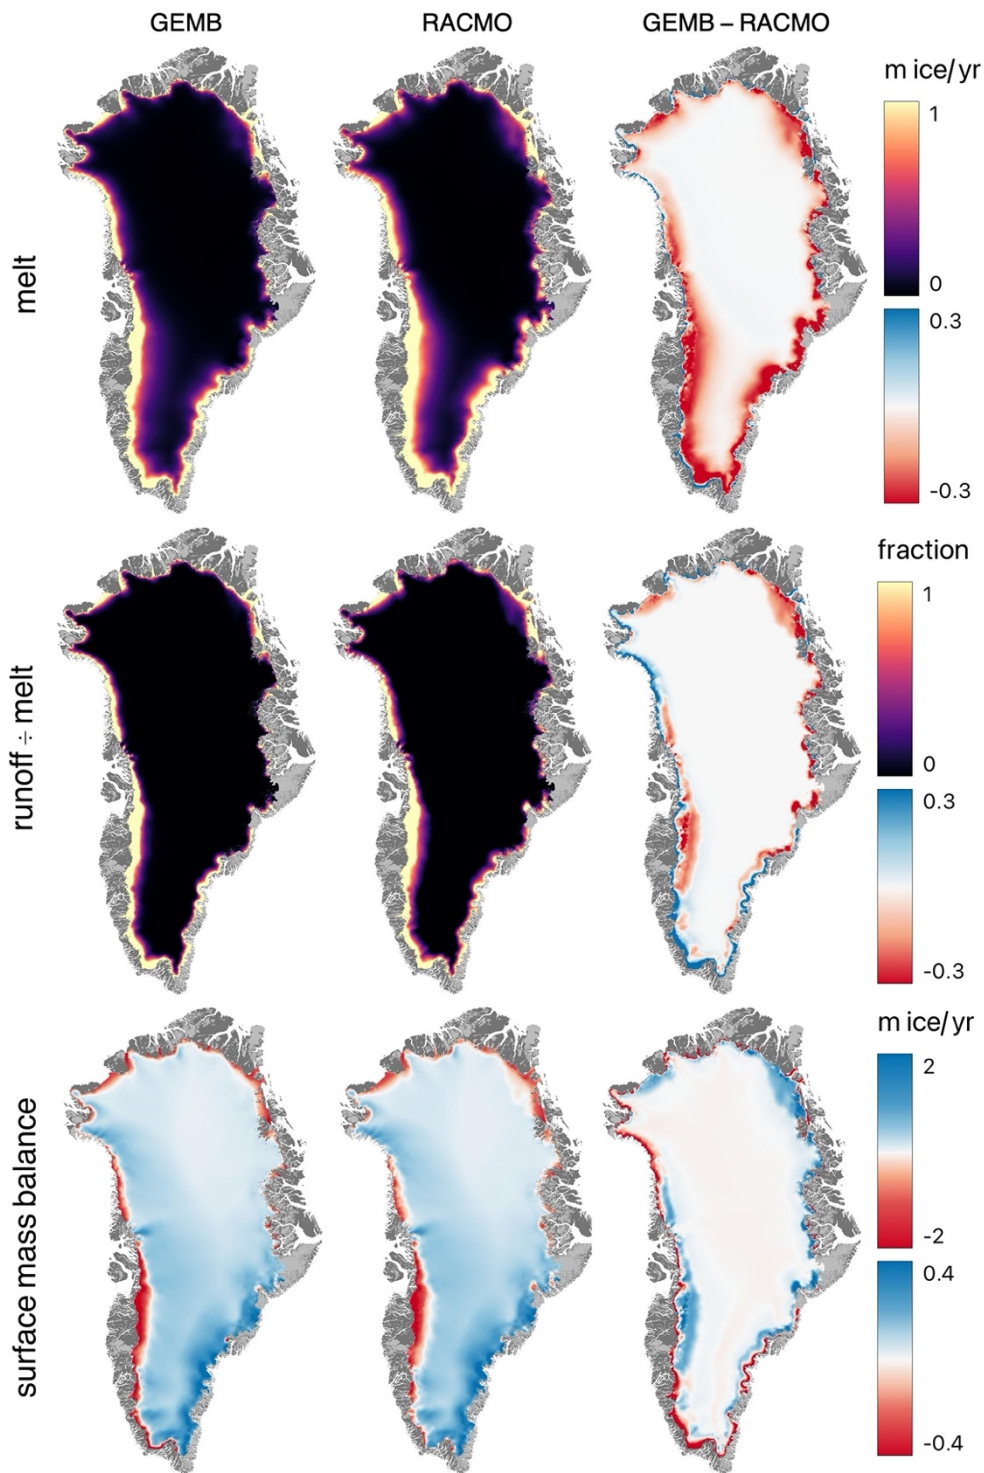 GEMB RACMO GEMB – RACMO
m ice/ yr
1
0
0.3
-0.3
melt
fraction
1
0
0.3
-0.3
runoff ÷ melt
m ice/ yr
2
-2
0.4
-0.4
surface mass balance